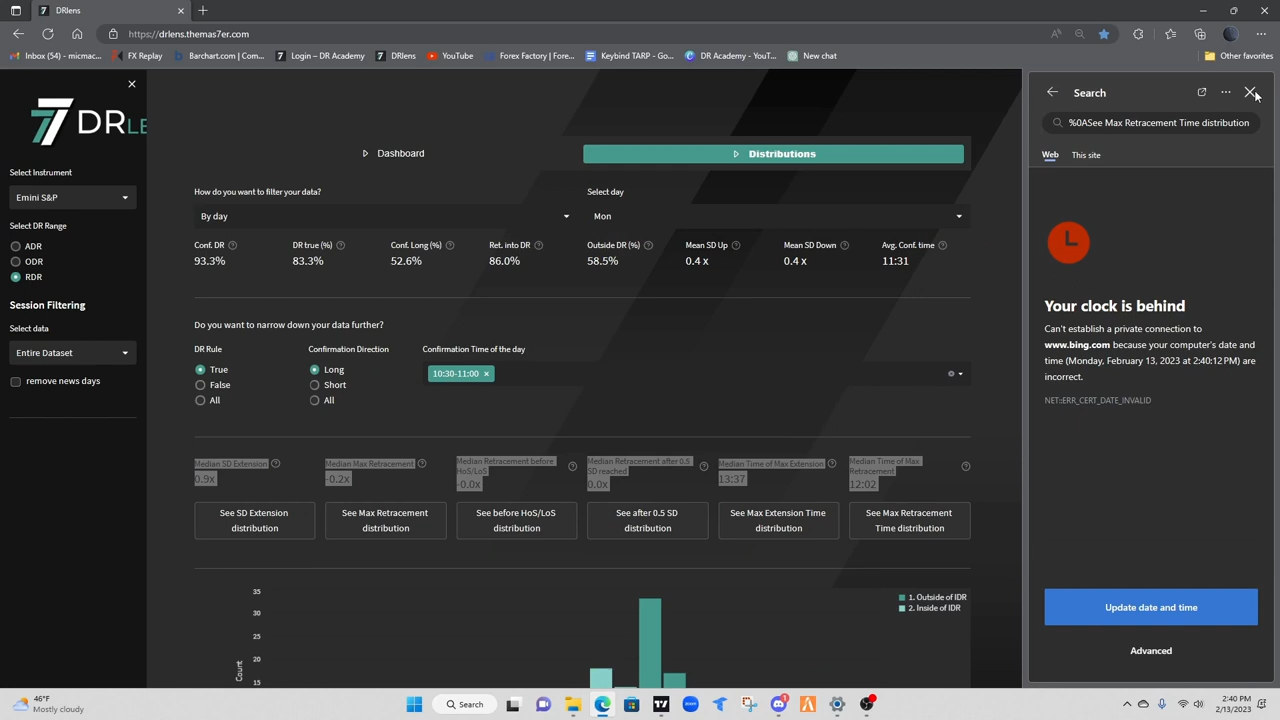 DRlens
https://drlens.themas7er.com
Inbox (54) – micmac...
FX Replay
Barchart.com | Com...
Login – DR Academy
DRlens
YouTube
Forex Factory | Fore...
Keybind TARP - Go...
DR Academy - YouT...
New chat
Other favorites
7 DRLE
Select Instrument
Emini S&P
Select DR Range
ADR
ODR
RDR
Session Filtering
Select data
Entire Dataset
remove news days
Dashboard
Distributions
How do you want to filter your data?
Select day
By day
Mon
Conf. DR
DR true (%)
Conf. Long (%)
Ret. into DR
Outside DR (%)
Mean SD Up
Mean SD Down
Avg. Conf. time
93.3%
83.3%
52.6%
86.0%
58.5%
0.4 x
0.4 x
11:31
Do you want to narrow down your data further?
DR Rule
Confirmation Direction
Confirmation Time of the day
True
False
All
Long
Short
All
10:30-11:00 ×
Median SD Extension
0.9x
Median Max Retracement
-0.2x
Median Retracement before
HoS/LoS
-0.0x
Median Retracement after 0.5
SD reached
0.0x
Median Time of Max Extension
13:37
Median Time of Max
Retracement
12:02
See SD Extension
distribution
See Max Retracement
distribution
See before HoS/LoS
distribution
See after 0.5 SD
distribution
See Max Extension Time
distribution
See Max Retracement
Time distribution
35
30
25
20
15
Count
1. Outside of IDR
2. Inside of IDR
Search
%0ASee Max Retracement Time distribution
Web
This site
Your clock is behind
Can't establish a private connection to
www.bing.com because your computer's date and
time (Monday, February 13, 2023 at 2:40:12 PM) are
incorrect.
NET::ERR_CERT_DATE_INVALID
Update date and time
Advanced
46°F
Mostly cloudy
Search
2:40 PM
2/13/2023